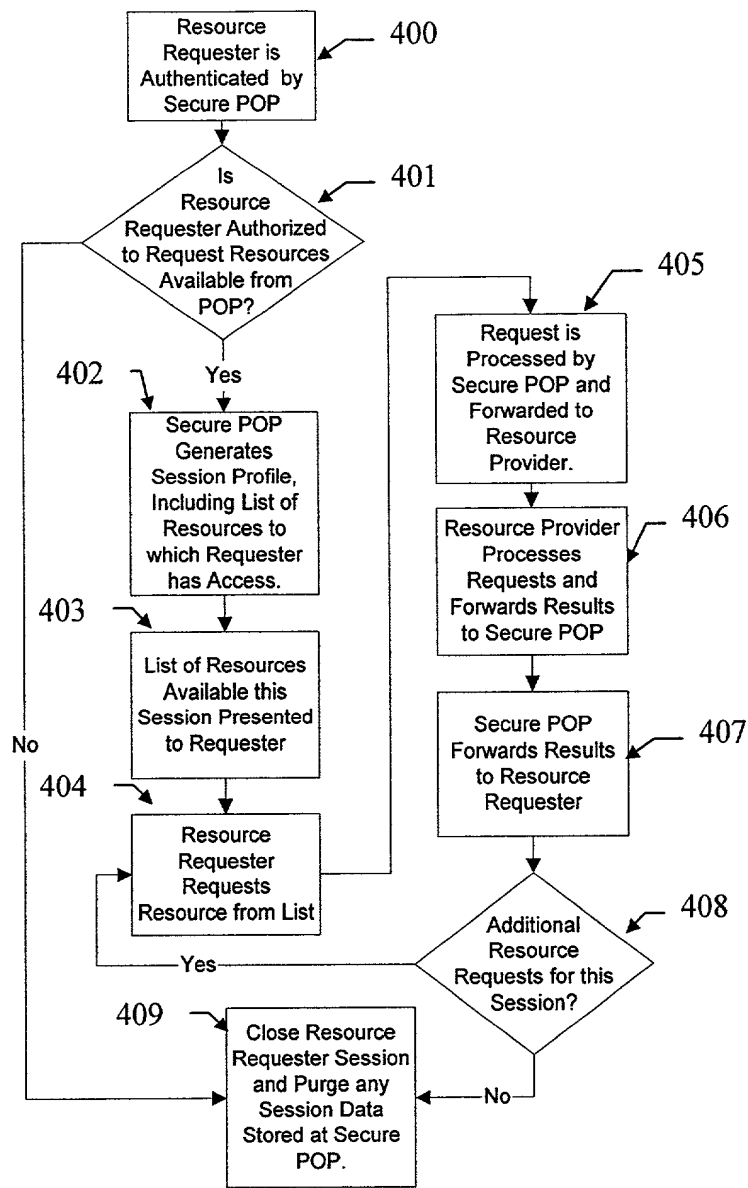 Resource
Requester is
Authenticated by
Secure POP
400
Is
Resource
Requester Authorized
to Request Resources
Available from
POP?
401
No
Yes
402
Secure POP
Generates
Session Profile,
Including List of
Resources to
which Requester
has Access.
403
List of Resources
Available this
Session Presented
to Requester
404
Resource
Requester
Requests
Resource from List
405
Request is
Processed by
Secure POP and
Forwarded to
Resource
Provider.
406
Resource Provider
Processes
Requests and
Forwards Results
to Secure POP
407
Secure POP
Forwards Results
to Resource
Requester
408
Additional
Resource
Requests for this
Session?
Yes
No
409
Close Resource
Requester Session
and Purge any
Session Data
Stored at Secure
POP.